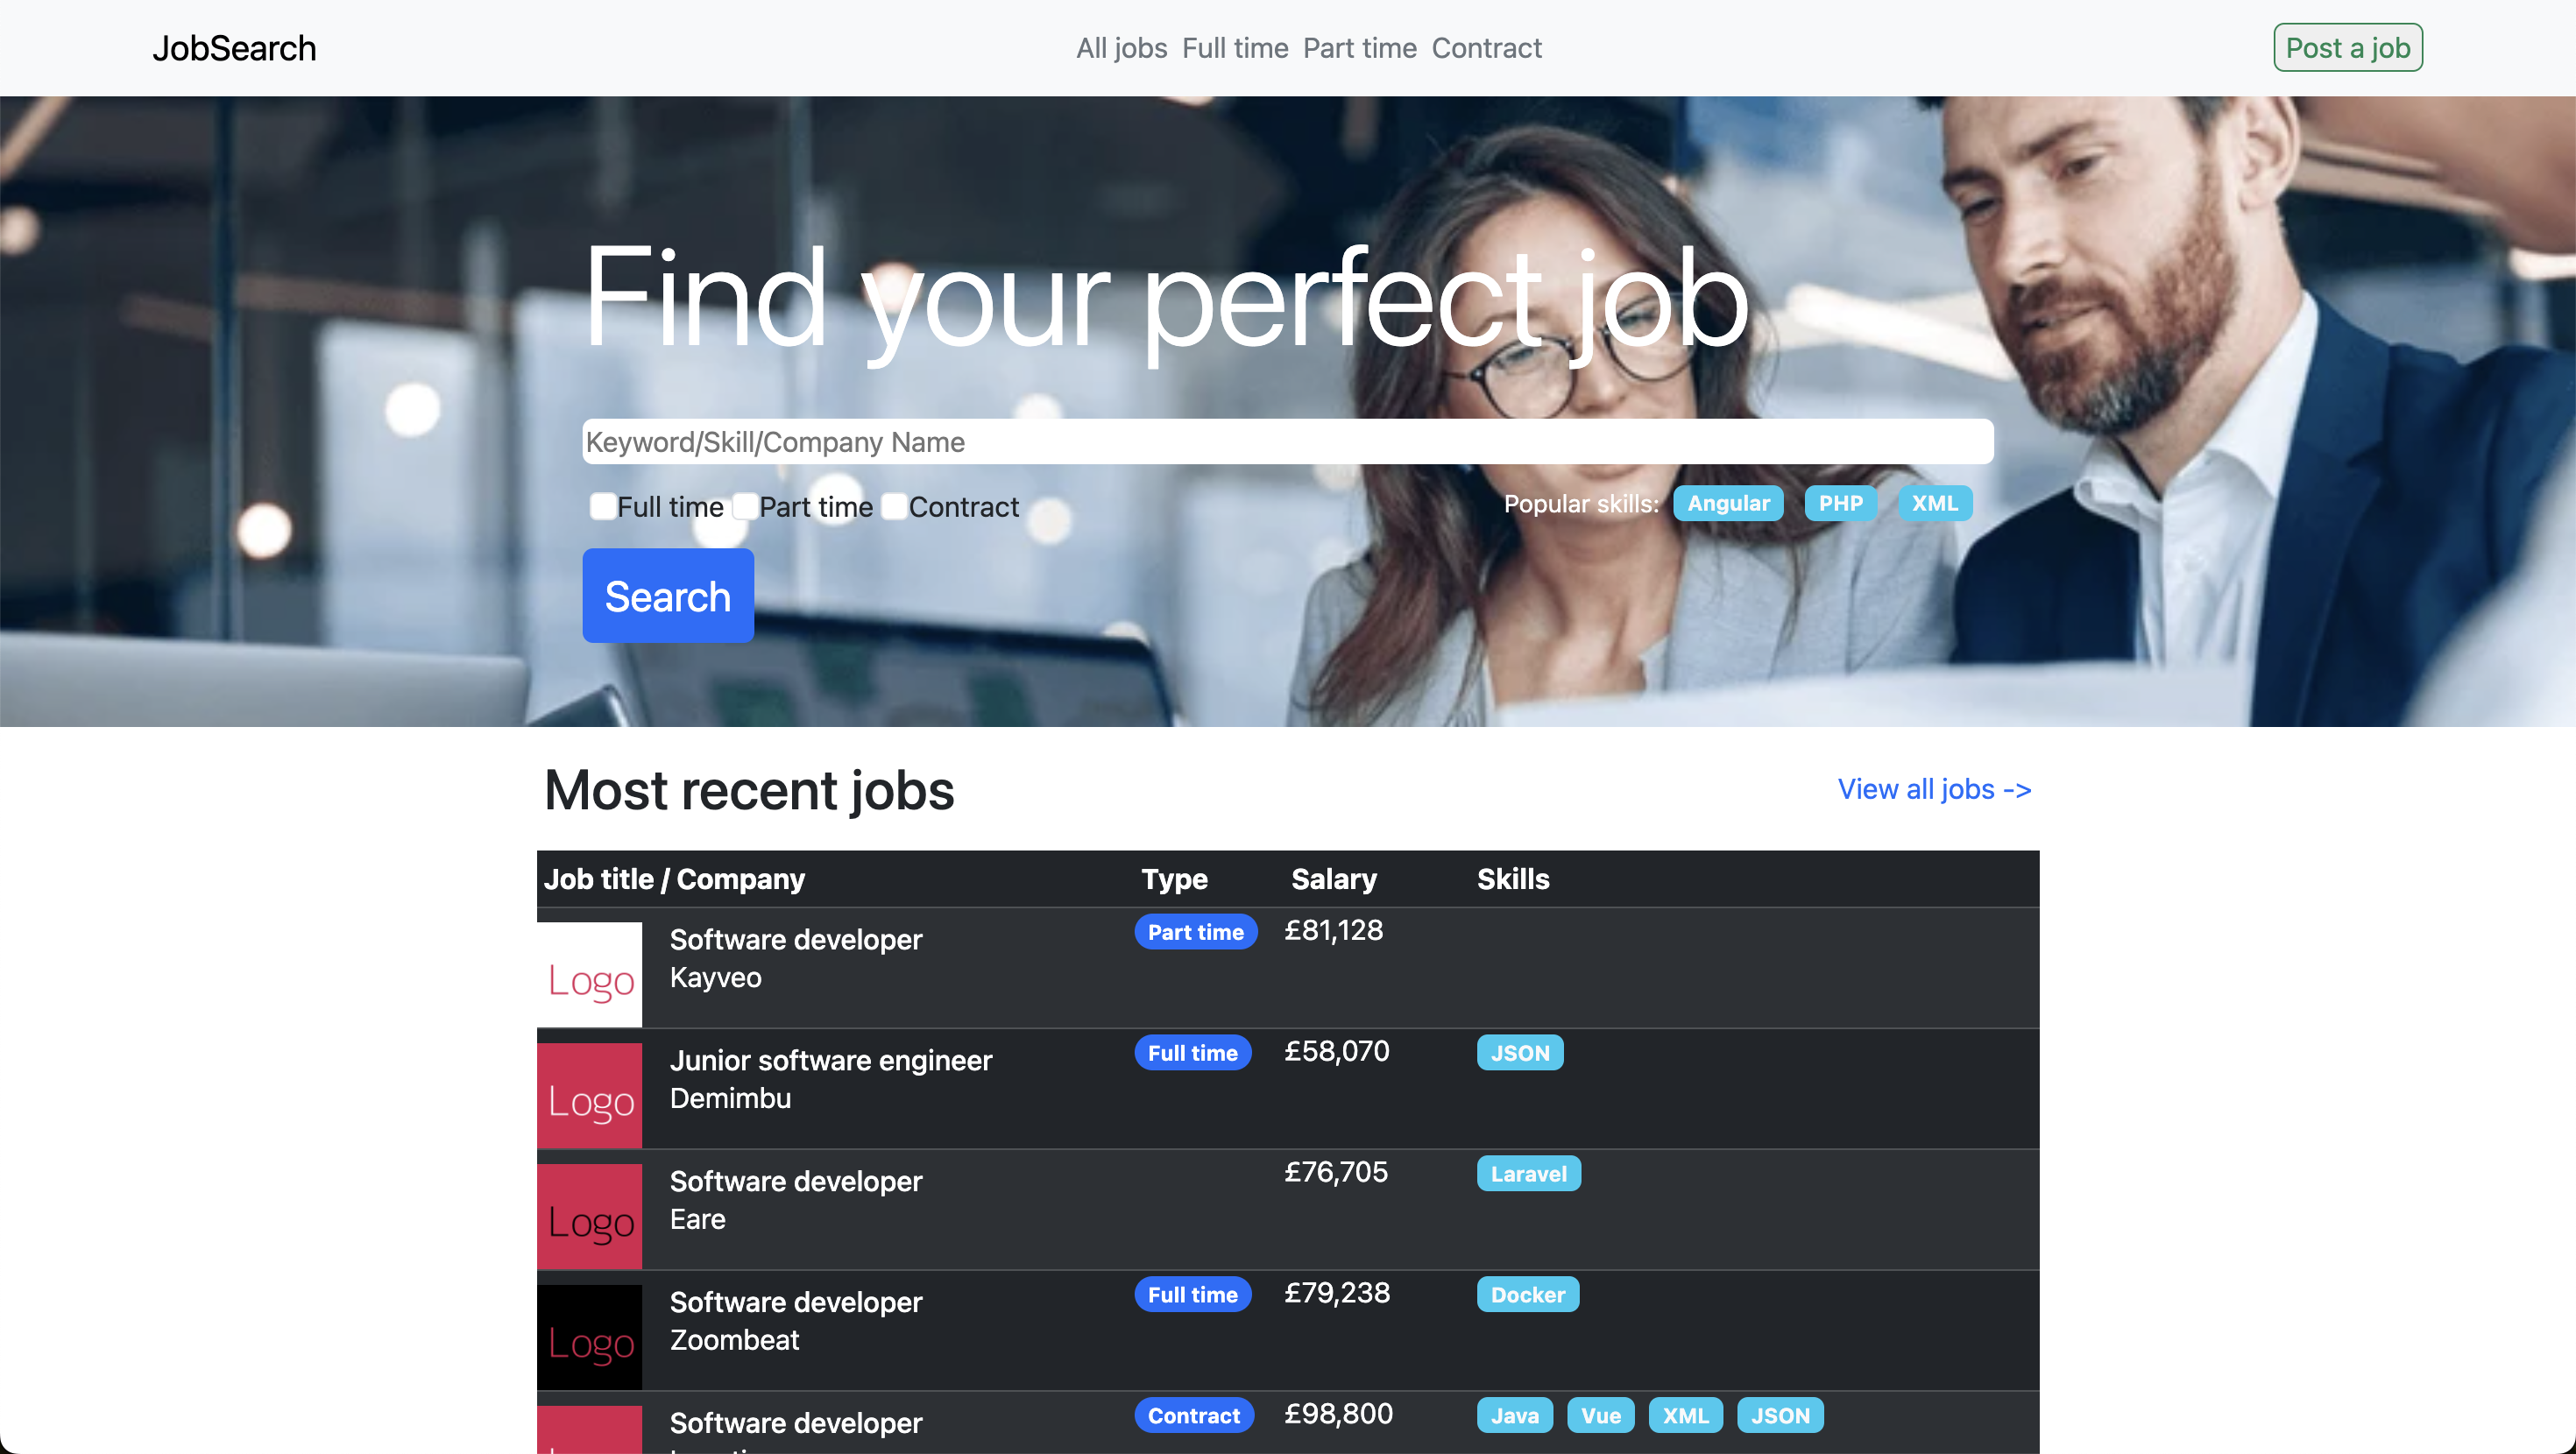 JobSearch
All jobs Full time Part time Contract
Post a job
Find your perfect job
Keyword/Skill/Company Name
Full time Part time Contract
Popular skills: Angular PHP XML
Search
Most recent jobs
View all jobs ->
Job title / Company Type Salary Skills
Logo
Software developer
Kayveo
Part time £81,128
Logo
Junior software engineer
Demimbu
Full time £58,070 JSON
Logo
Software developer
Eare
£76,705 Laravel
Logo
Software developer
Zoombeat
Full time £79,238 Docker
Software developer
Contract £98,800 Java Vue XML JSON